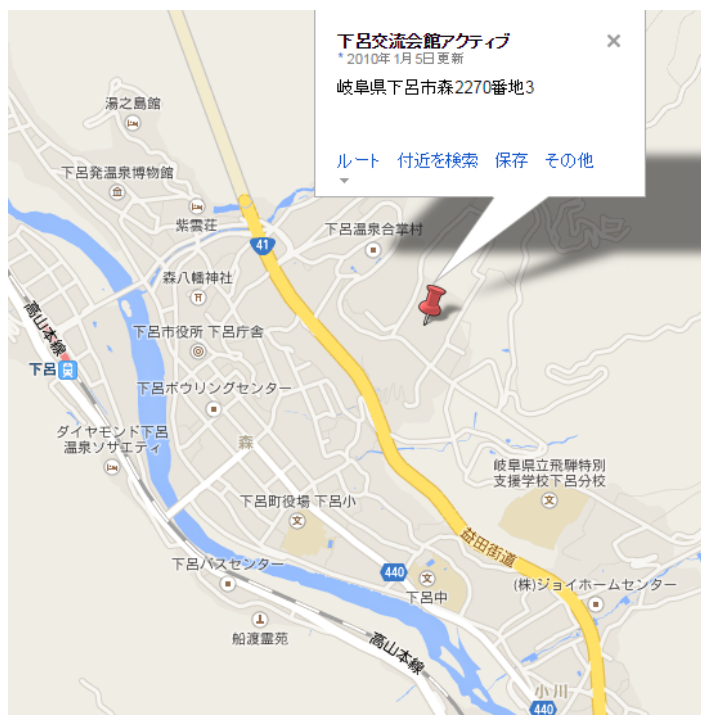 下呂交流会館アクティブ
* 2010年1月5日更新
岐阜県下呂市森2270番地3
ルート 付近を検索 保存 その他
湯之島館
下呂発温泉博物館
紫雲荘
下呂温泉合掌村
41
森八幡神社
高山本線
下呂市役所 下呂庁舎
下呂
下呂ボウリングセンター
ダイヤモンド下呂
温泉ソサエティ
森
岐阜県立飛騨特別
支援学校下呂分校
下呂町役場 下呂小
益田街道
下呂バスセンター
440
下呂中
(株)ジョイホームセンター
船渡霊苑
高山本線
小川
440